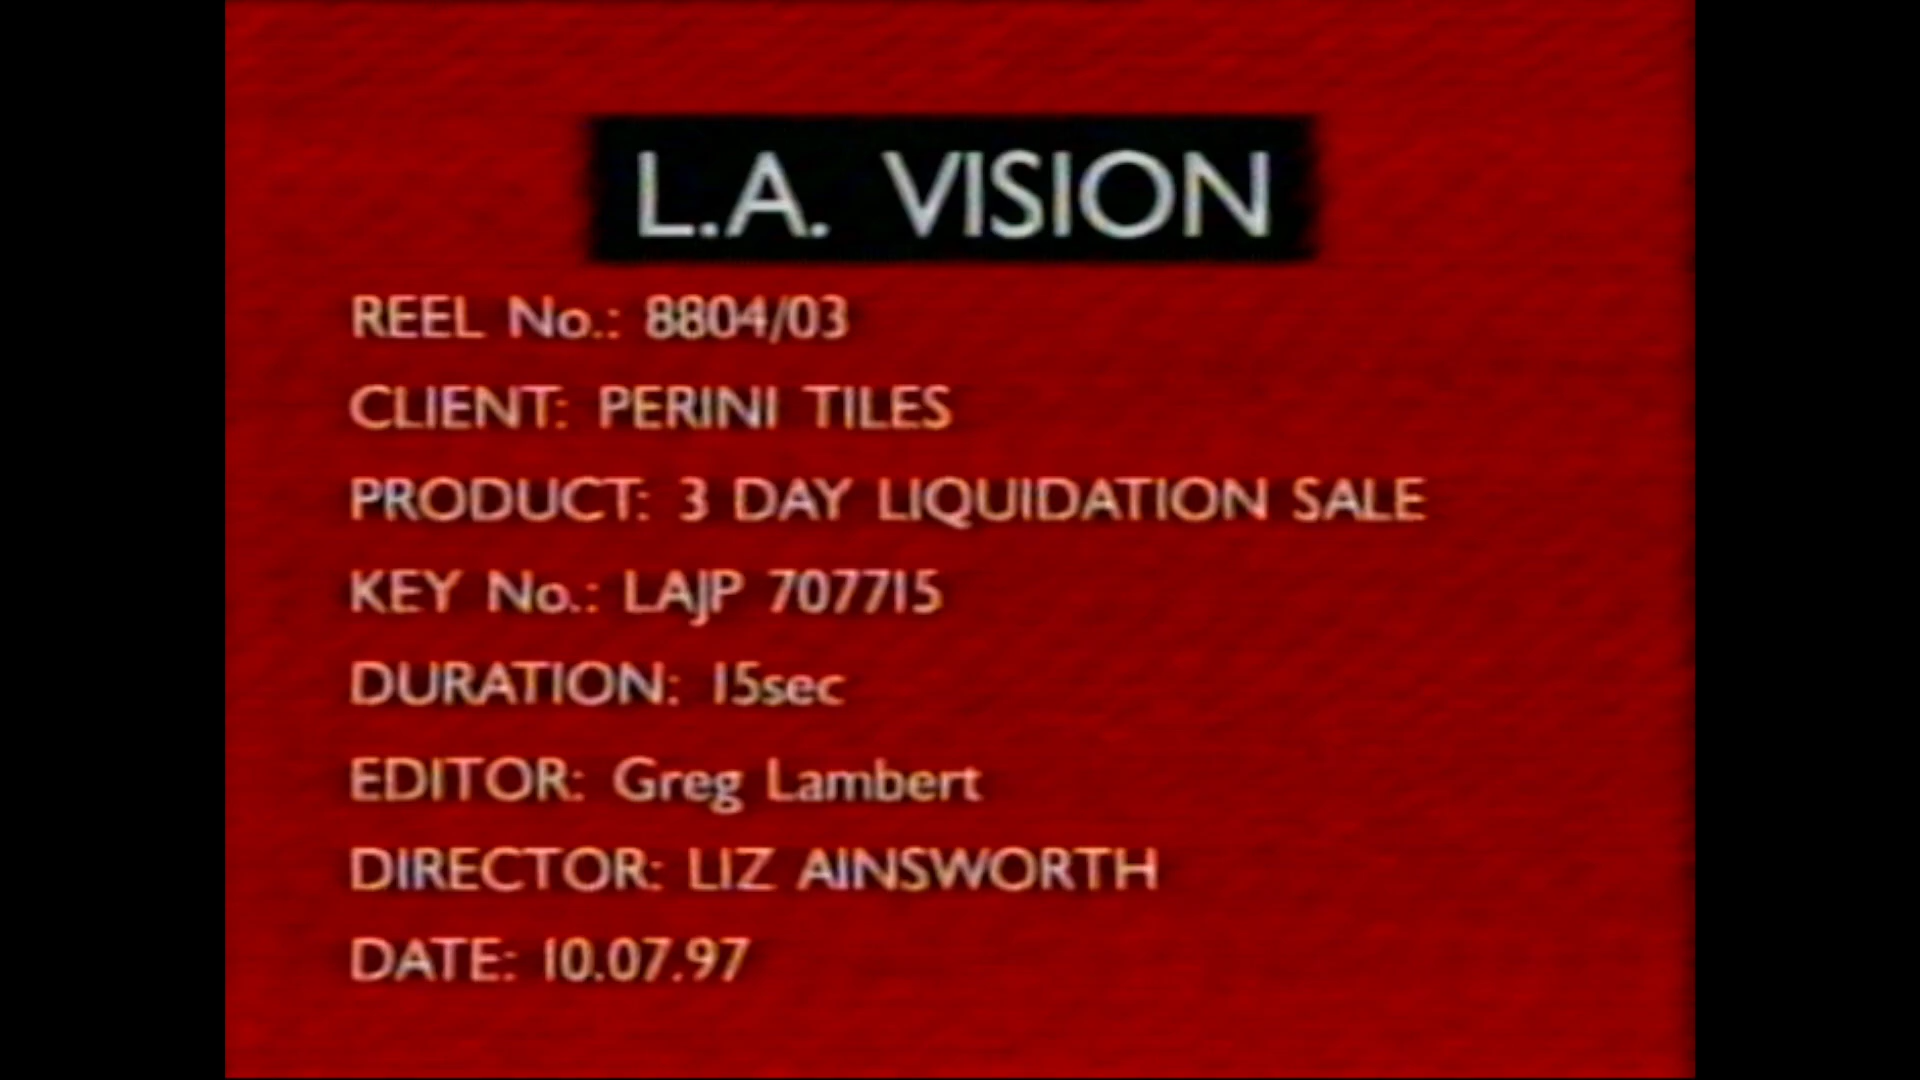 L.A. VISION
REEL No.: 8804/03
CLIENT: PERINI TILES
PRODUCT: 3 DAY LIQUIDATION SALE
KEY No.: LAJP 707715
DURATION: 15sec
EDITOR: Greg Lambert
DIRECTOR: LIZ AINSWORTH
DATE: 10.07.97